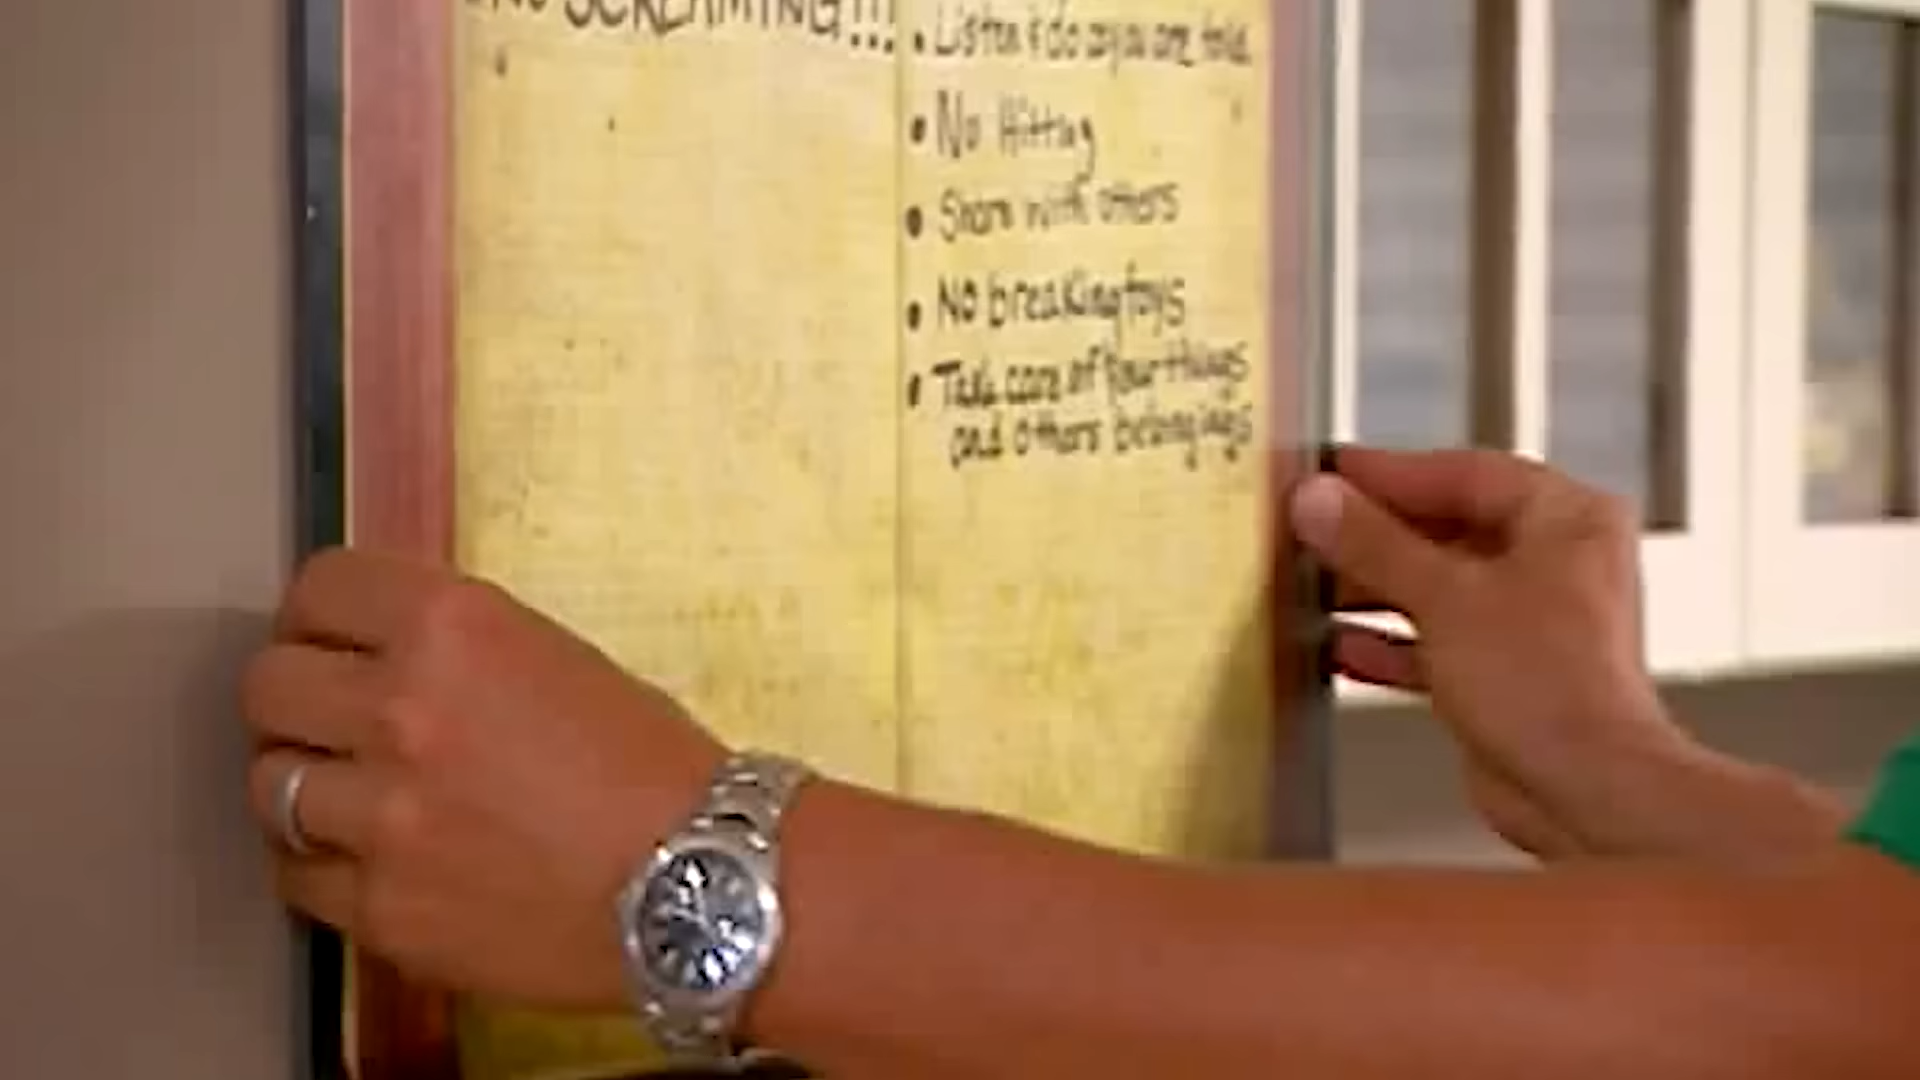 No SCREAMING!!!
• Listen & do as you are told
• No Hitting
• Share with others
• No breaking toys
• Take care of Your things
and others belongings